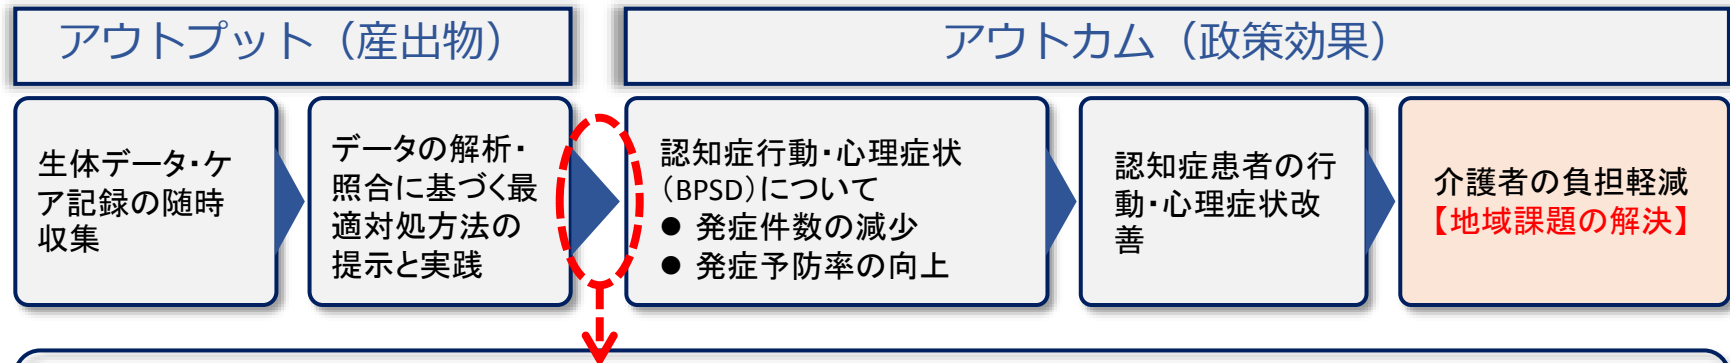 アウトプット（産出物）
アウトカム（政策効果）
生体データ・ケ
ア記録の随時
収集
データの解析・
照合に基づく最
適対処方法の
提示と実践
認知症行動・心理症状
（BPSD）について
● 発症件数の減少
● 発症予防率の向上
認知症患者の行
動・心理症状改
善
介護者の負担軽減
【地域課題の解決】